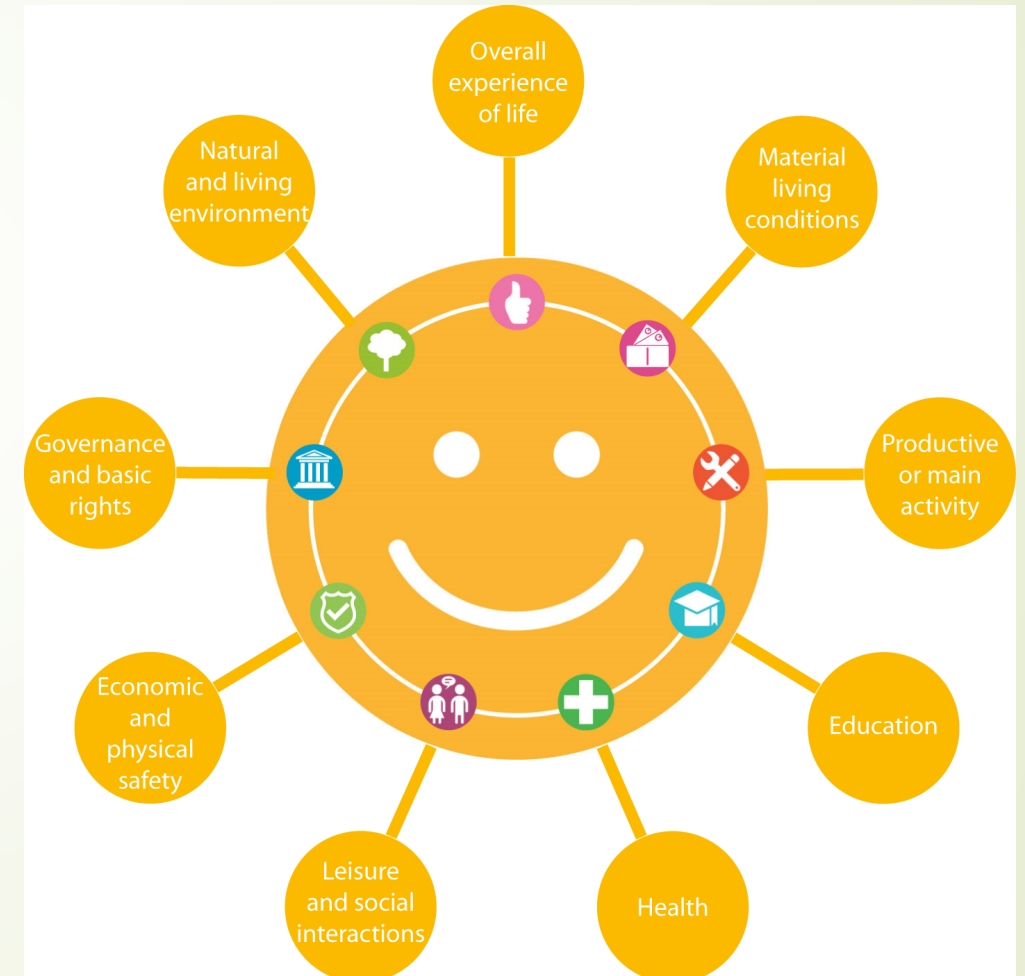 Overall
experience
of life
Material
living
conditions
Productive
or main
activity
Education
Health
Leisure
and social
interactions
Economic
and
physical
safety
Governance
and basic
rights
Natural
and living
environment